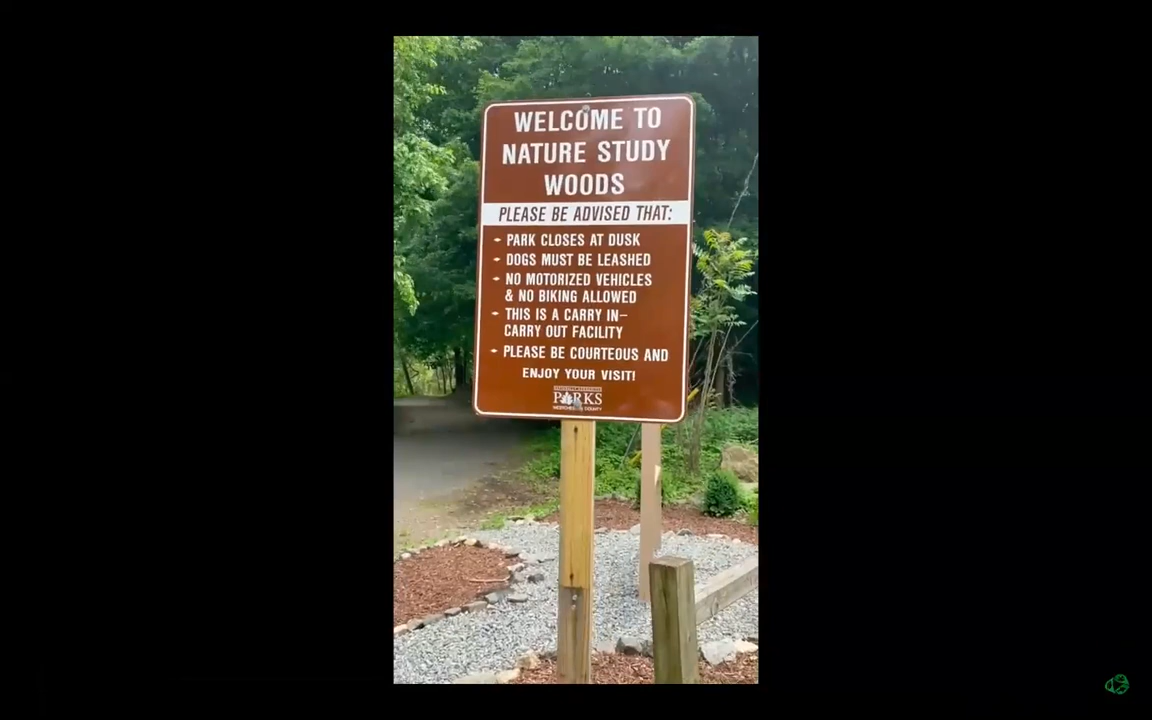 WELCOME TO
NATURE STUDY
WOODS
PLEASE BE ADVISED THAT:
PARK CLOSES AT DUSK
DOGS MUST BE LEASHED
NO MOTORIZED VEHICLES
& NO BIKING ALLOWED
THIS IS A CARRY IN-
CARRY OUT FACILITY
PLEASE BE COURTEOUS AND
ENJOY YOUR VISIT!
PARKS
WESTCHESTER COUNTY